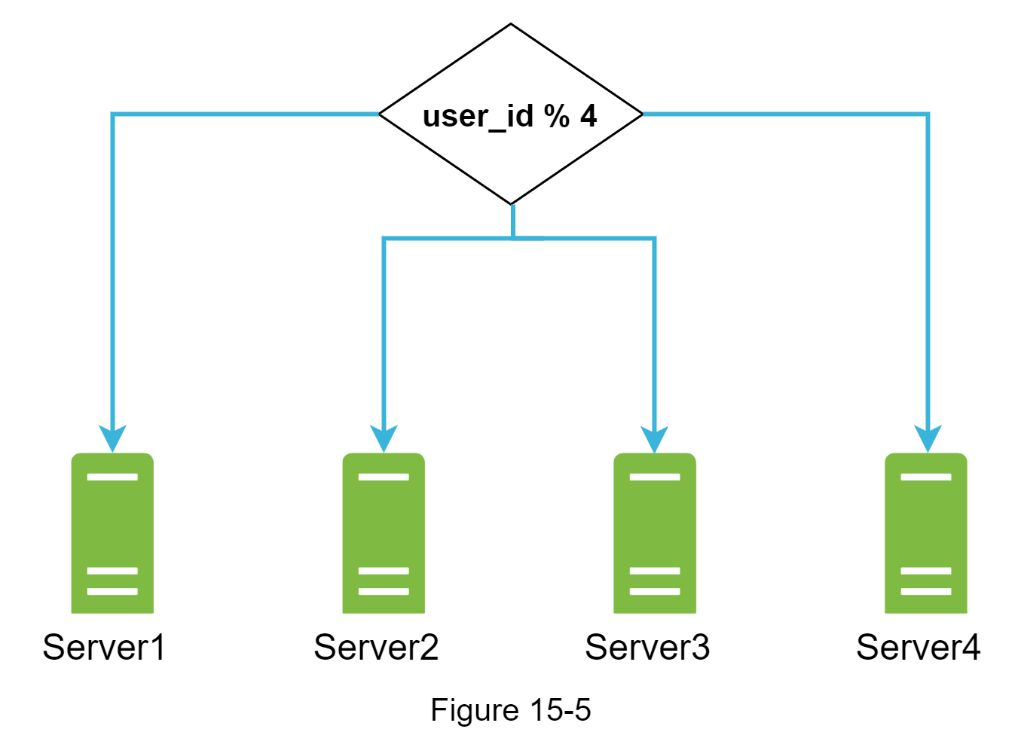 user_id % 4
Server1
Server2
Server3
Server4
Figure 15-5